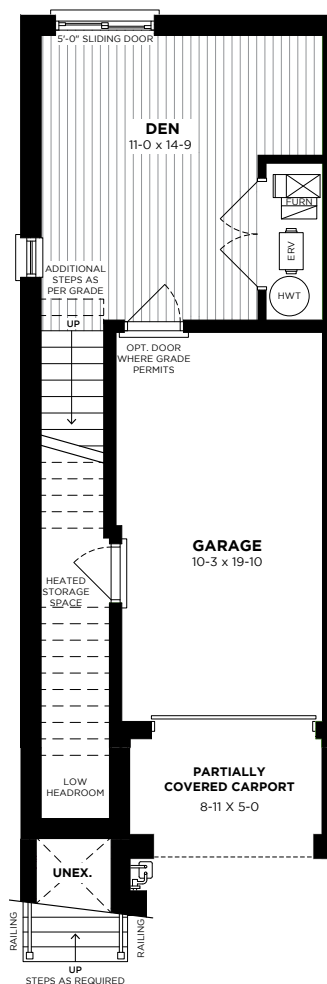 5'-0" SLIDING DOOR
DEN
11-0 x 14-9
FURN
ERV
HWT
ADDITIONAL
STEPS AS
PER GRADE
UP
OPT. DOOR
WHERE GRADE
PERMITS
GARAGE
10-3 x 19-10
HEATED
STORAGE
SPACE
LOW
HEADROOM
PARTIALLY
COVERED CARPORT
8-11 X 5-0
UNEX.
RAILING
RAILING
UP
STEPS AS REQUIRED